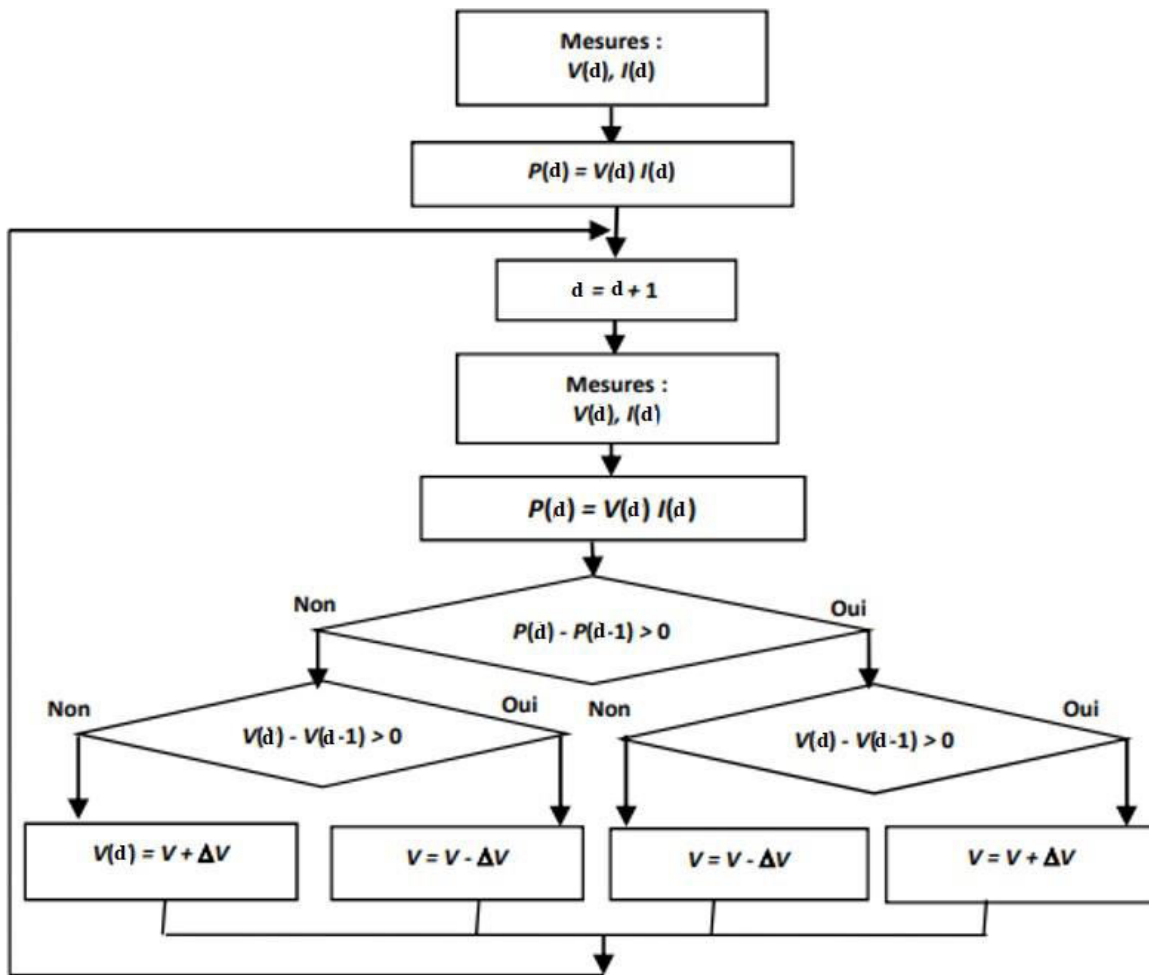 Mesures :
V(d), I(d)
P(d) = V(d) I(d)
d = d + 1
Mesures :
V(d), I(d)
P(d) = V(d) I(d)
Non
Oui
P(d) - P(d-1) > 0
Non
Oui
Non
Oui
V(d) - V(d-1) > 0
V(d) - V(d-1) > 0
V(d) = V + ΔV
V = V - ΔV
V = V - ΔV
V = V + ΔV